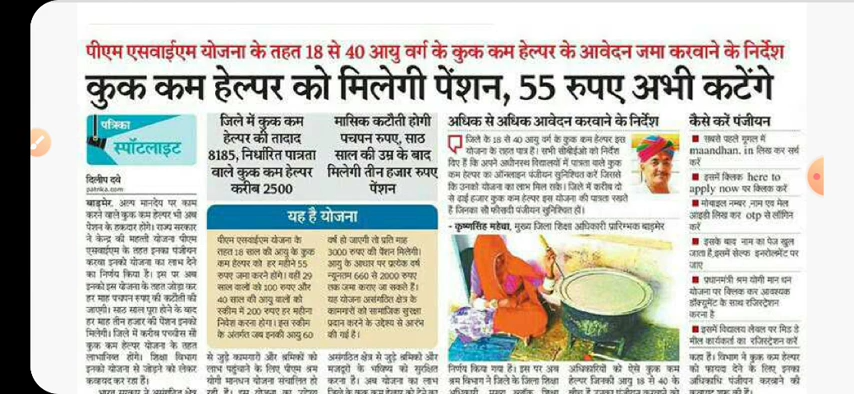 पीएम एसवाईएम योजना के तहत 18 से 40 आयु वर्ग के कुक कम हेल्पर के आवेदन जमा करवाने के निर्देश
कुक कम हेल्पर को मिलेगी पेंशन, 55 रुपए अभी कटेंगे
पत्रिका
स्पॉटलाइट
दिलीप दवे
patrika.com
बाड़मेर. अल्प मानदेय पर काम
करने वाले कुक कम हेल्पर भी अब
पेंशन के हकदार होंगे। राज्य सरकार
ने केन्द्र की महती योजना पीएम
एसवाईएम के तहत इनका पंजीयन
करवा इनको योजना का लाभ देने
का निर्णय किया है। इस पर अब
इनको इस योजना के तहत जोड़ कर
हर माह पचपन रुपए की कटौती की
जाएगी। साठ साल पूरा होने के बाद
हर माह तीन हजार की पेंशन इनको
मिलेगी। जिले में करीब पच्चीस सौ
कुक कम हेल्पर योजना के तहत
लाभान्वित होंगे। शिक्षा विभाग
इनको योजना से जोड़ने को लेकर
कवायद कर रहा है।
जिले में कुक कम
हेल्पर की तादाद
8185, निर्धारित पात्रता
वाले कुक कम हेल्पर
करीब 2500
मासिक कटौती होगी
पचपन रुपए, साठ
साल की उम्र के बाद
मिलेगी तीन हजार रुपए
पेंशन
यह है योजना
पीएम एसवाईएम योजना के
तहत 18 साल की आयु के कुक
कम हेल्पर को हर महीने 55
रुपए जमा करने होंगे। वहीं 29
साल वालों को 100 रुपए और
40 साल की आयु वालों को
स्कीम में 200 रुपए हर महीना
निवेश करना होगा। इस स्कीम
के अंतर्गत जब इनकी आयु 60
वर्ष हो जाएगी तो प्रति माह
3000 रुपए की पेंशन मिलेगी।
आयु के आधार पर प्रत्येक वर्ष
न्यूनतम 660 से 2000 रुपए
तक जमा कराए जा सकते हैं।
यह योजना असंगठित क्षेत्र के
कामगारों को सामाजिक सुरक्षा
प्रदान करने के उद्देश्य से आरंभ
की गई है।
से जुड़े कामगारों और श्रमिकों को
लाभ पहुंचाने के लिए पीएम श्रम
योगी मानधन योजना संचालित हो
असंगठित क्षेत्र से जुड़े श्रमिकों और
मजदूरों के भविष्य को सुरक्षित
करना है। अब योजना का लाभ
अधिक से अधिक आवेदन करवाने के निर्देश
जिले के 18 से 40 आयु वर्ग के कुक कम हेल्पर इस
योजना के तहत पात्र है। सभी सीबीईओ को निर्देश
दिए हैं कि अपने अधीनस्थ विद्यालयों में पात्रता वाले कुक
कम हेल्पर का ऑनलाइन पंजीयन सुनिश्चित करें जिससे
कि उनको योजना का लाभ मिल सके। जिले में करीब दो
से ढाई हजार कुक कम हेल्पर इस योजना की पात्रता रखते
हैं जिनका सौ फीसदी पंजीयन सुनिश्चित हो।
- कृष्णसिंह महेचा, मुख्य जिला शिक्षा अधिकारी प्रारम्भिक बाड़मेर
निर्णय किया गया है। इस पर अब
श्रम विभाग ने जिले के जिला शिक्षा
अधिकारियों को ऐसे कुक कम
हेल्पर जिनकी आयु 18 से 40 के
कैसे करें पंजीयन
सबसे पहले गूगल में
maandhan. in लिख कर सर्च
करें
इसमें क्लिक here to
apply now पर क्लिक करें
मोबाइल नम्बर ,नाम एव मेल
आइडी लिख कर otp से लॉगिन
करें
इसके बाद नाम का पेज खुल
जाता है,इसमें सेल्फ इनरोलमेंट पर
जाए
प्रधानमंत्री श्रम योगी मान धन
योजना पर क्लिक कर आवश्यक
डॉक्यूमेंट के साथ रजिस्ट्रेशन
करना है
इसमें विद्यालय लेवल पर मिड डे
मील कार्यकर्ता का रजिस्ट्रेशन करें
कहा हैं। विभाग ने कुक कम हेल्पर
को फायदा देने के लिए इनका
अधिकाधि पंजीयन करवाने की